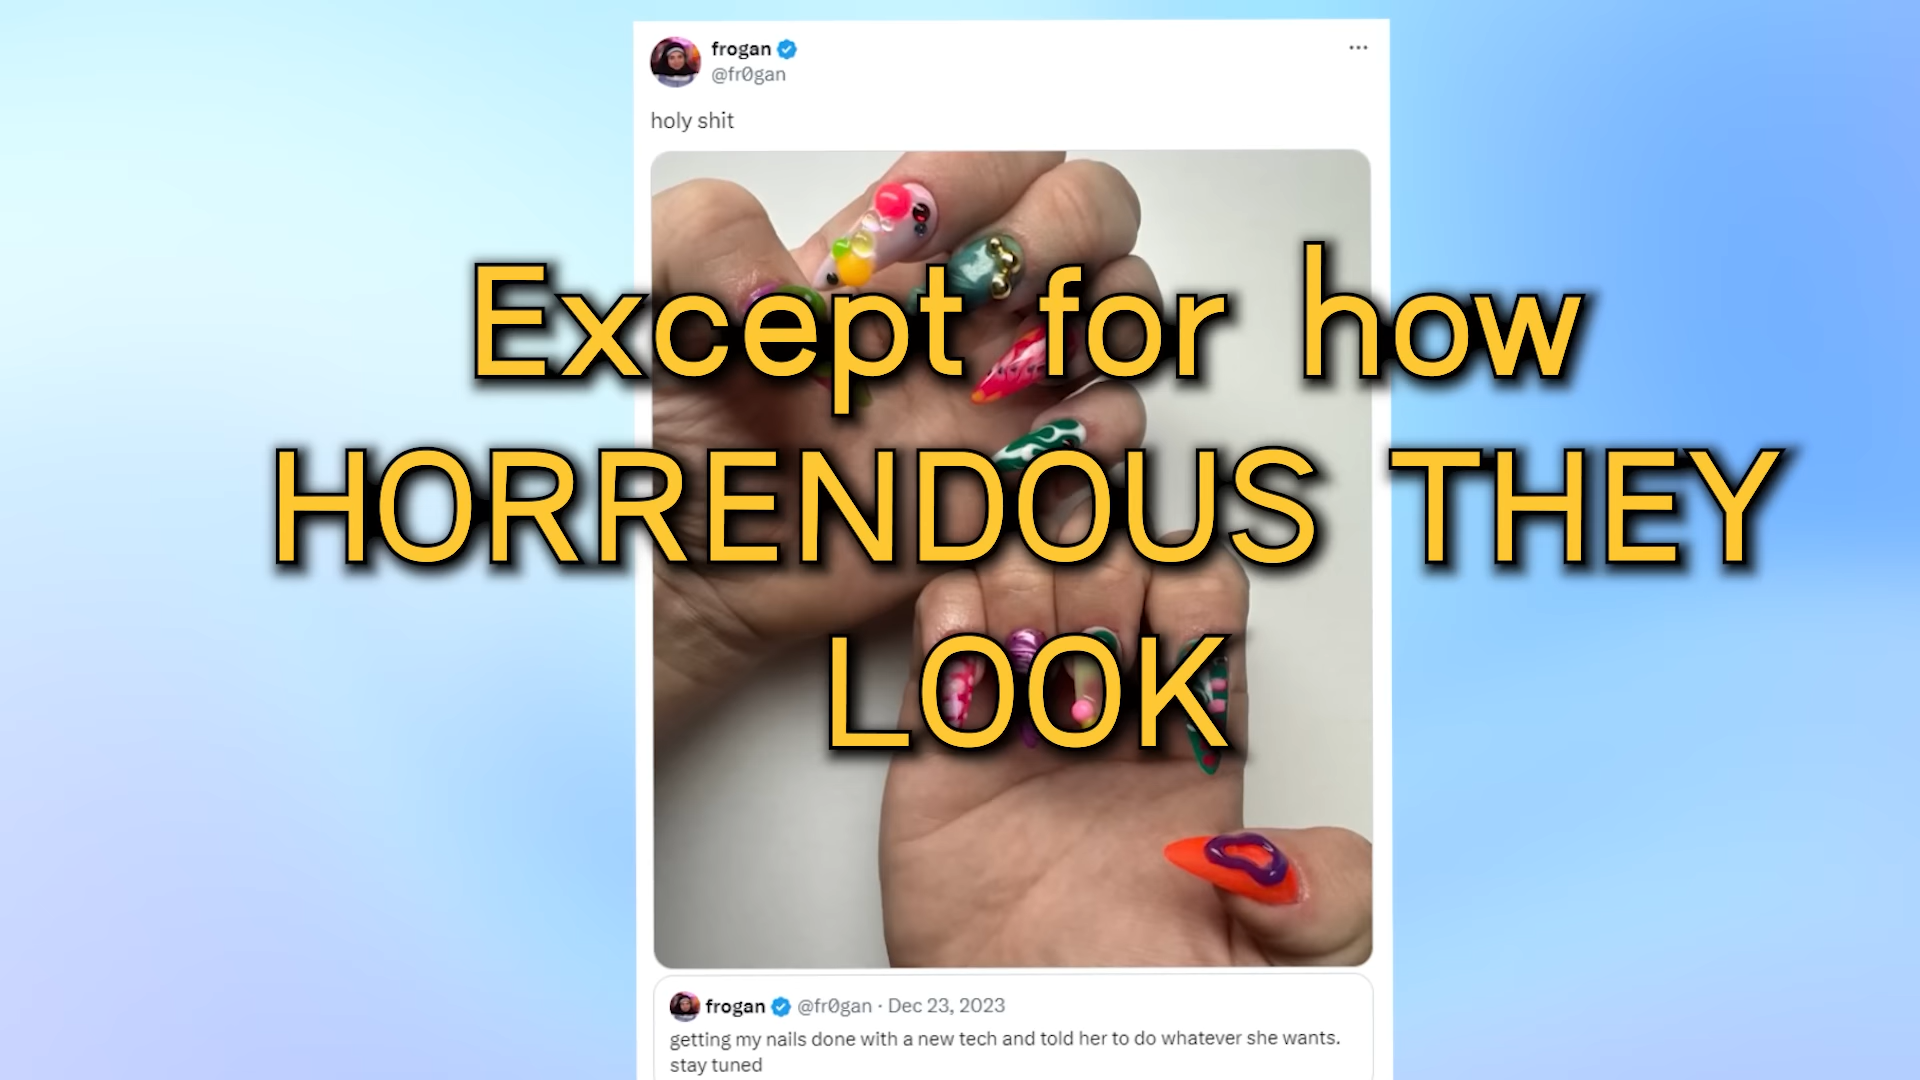 frogan
@fr0gan
holy shit
Except for how
HORRENDOUS THEY
LOOK
frogan @fr0gan · Dec 23, 2023
getting my nails done with a new tech and told her to do whatever she wants.
stay tuned